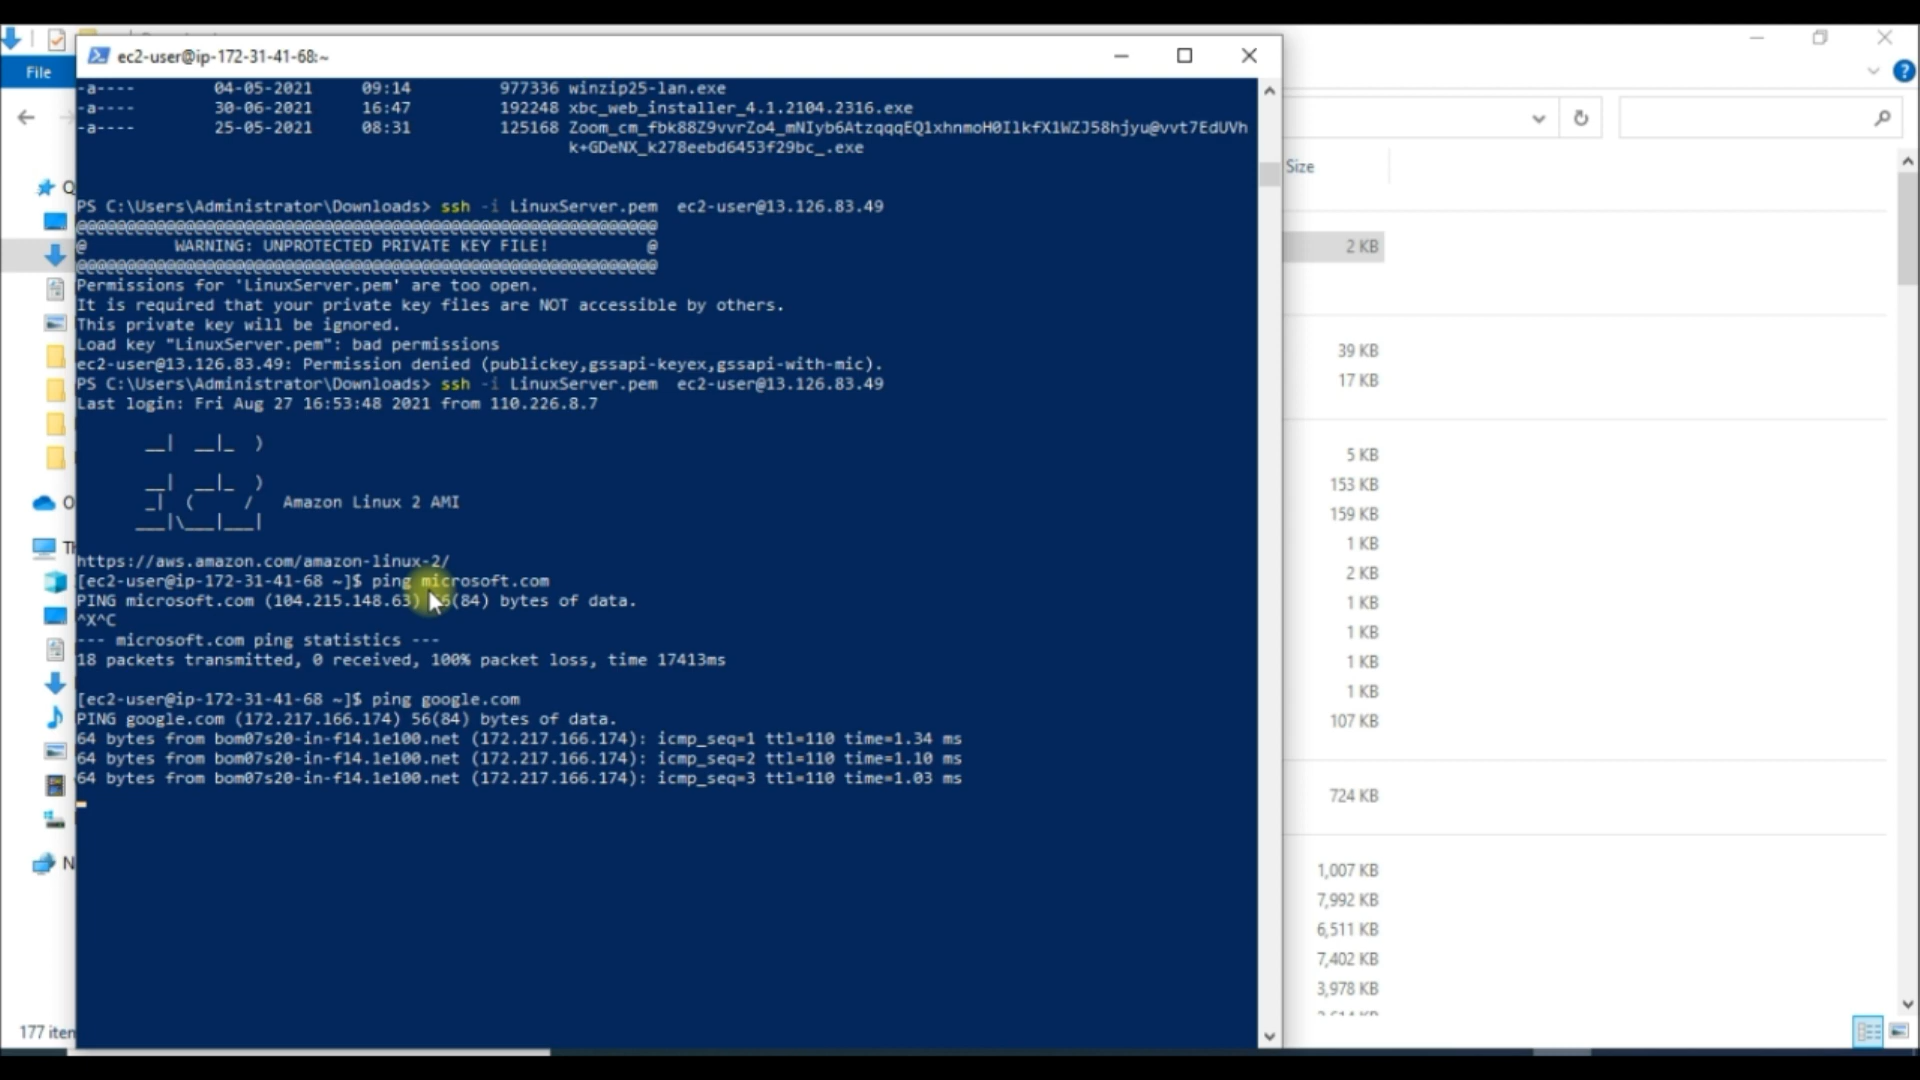 File
ec2-user@ip-172-31-41-68:~
-a---- 04-05-2021 09:14 977336 winzip25-lan.exe
-a---- 30-06-2021 16:47 192248 xbc_web_installer_4.1.2104.2316.exe
-a---- 25-05-2021 08:31 125168 Zoom_cm_fbk88Z9vvrZo4_mNIyb6AtzqqqEQ1xhnmoH0IlkfX1WZJ58hjyu@vvt7EdUVh
k+GDeNX_k278eebd6453f29bc_.exe
PS C:\Users\Administrator\Downloads> ssh -i LinuxServer.pem ec2-user@13.126.83.49
@@@@@@@@@@@@@@@@@@@@@@@@@@@@@@@@@@@@@@@@@@@@@@@@@@@@@@@@@@@
@ WARNING: UNPROTECTED PRIVATE KEY FILE! @
@@@@@@@@@@@@@@@@@@@@@@@@@@@@@@@@@@@@@@@@@@@@@@@@@@@@@@@@@@@
Permissions for 'LinuxServer.pem' are too open.
It is required that your private key files are NOT accessible by others.
This private key will be ignored.
Load key "LinuxServer.pem": bad permissions
ec2-user@13.126.83.49: Permission denied (publickey,gssapi-keyex,gssapi-with-mic).
PS C:\Users\Administrator\Downloads> ssh -i LinuxServer.pem ec2-user@13.126.83.49
Last login: Fri Aug 27 16:53:48 2021 from 110.226.8.7
__| __|_ )
__| __|_ )
_| ( / Amazon Linux 2 AMI
___|\___|___|
https://aws.amazon.com/amazon-linux-2/
[ec2-user@ip-172-31-41-68 ~]$ ping microsoft.com
PING microsoft.com (104.215.148.63) 56(84) bytes of data.
^X^C
--- microsoft.com ping statistics ---
18 packets transmitted, 0 received, 100% packet loss, time 17413ms
[ec2-user@ip-172-31-41-68 ~]$ ping google.com
PING google.com (172.217.166.174) 56(84) bytes of data.
64 bytes from bom07s20-in-f14.1e100.net (172.217.166.174): icmp_seq=1 ttl=110 time=1.34 ms
64 bytes from bom07s20-in-f14.1e100.net (172.217.166.174): icmp_seq=2 ttl=110 time=1.10 ms
64 bytes from bom07s20-in-f14.1e100.net (172.217.166.174): icmp_seq=3 ttl=110 time=1.03 ms
Size
2 KB
39 KB
17 KB
5 KB
153 KB
159 KB
1 KB
2 KB
1 KB
1 KB
1 KB
1 KB
107 KB
724 KB
1,007 KB
7,992 KB
6,511 KB
7,402 KB
3,978 KB
177 iten